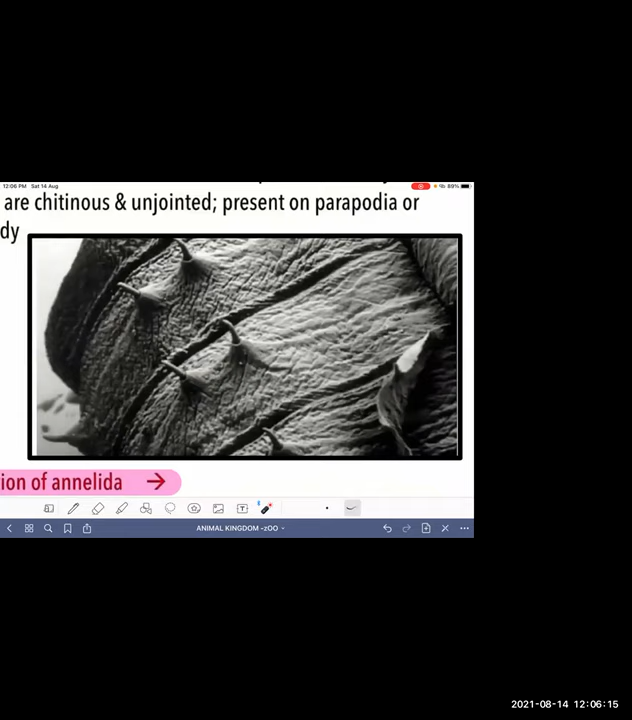 12:06 PM Sat 14 Aug
89%
are chitinous & unjointed; present on parapodia or
dy
ion of annelida →
ANIMAL KINGDOM -zOO
2021-08-14 12:06:15